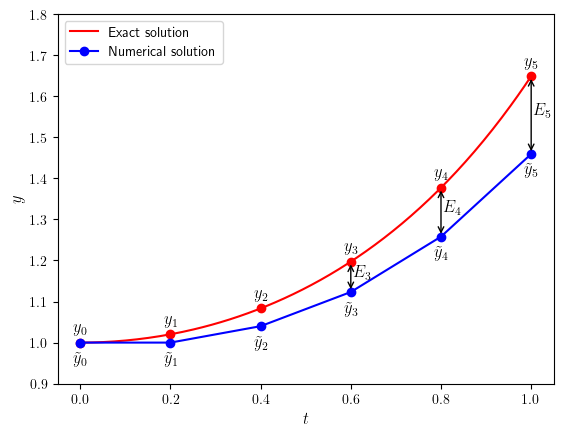 Exact solution
Numerical solution
1.8
1.7
1.6
1.5
1.4
1.3
1.2
1.1
1.0
0.9
y
y₅
E₅
ỹ₅
y₄
E₄
ỹ₄
y₃
E₃
ỹ₃
y₂
ỹ₂
y₁
ỹ₁
y₀
ỹ₀
0.0 0.2 0.4 0.6 0.8 1.0
t